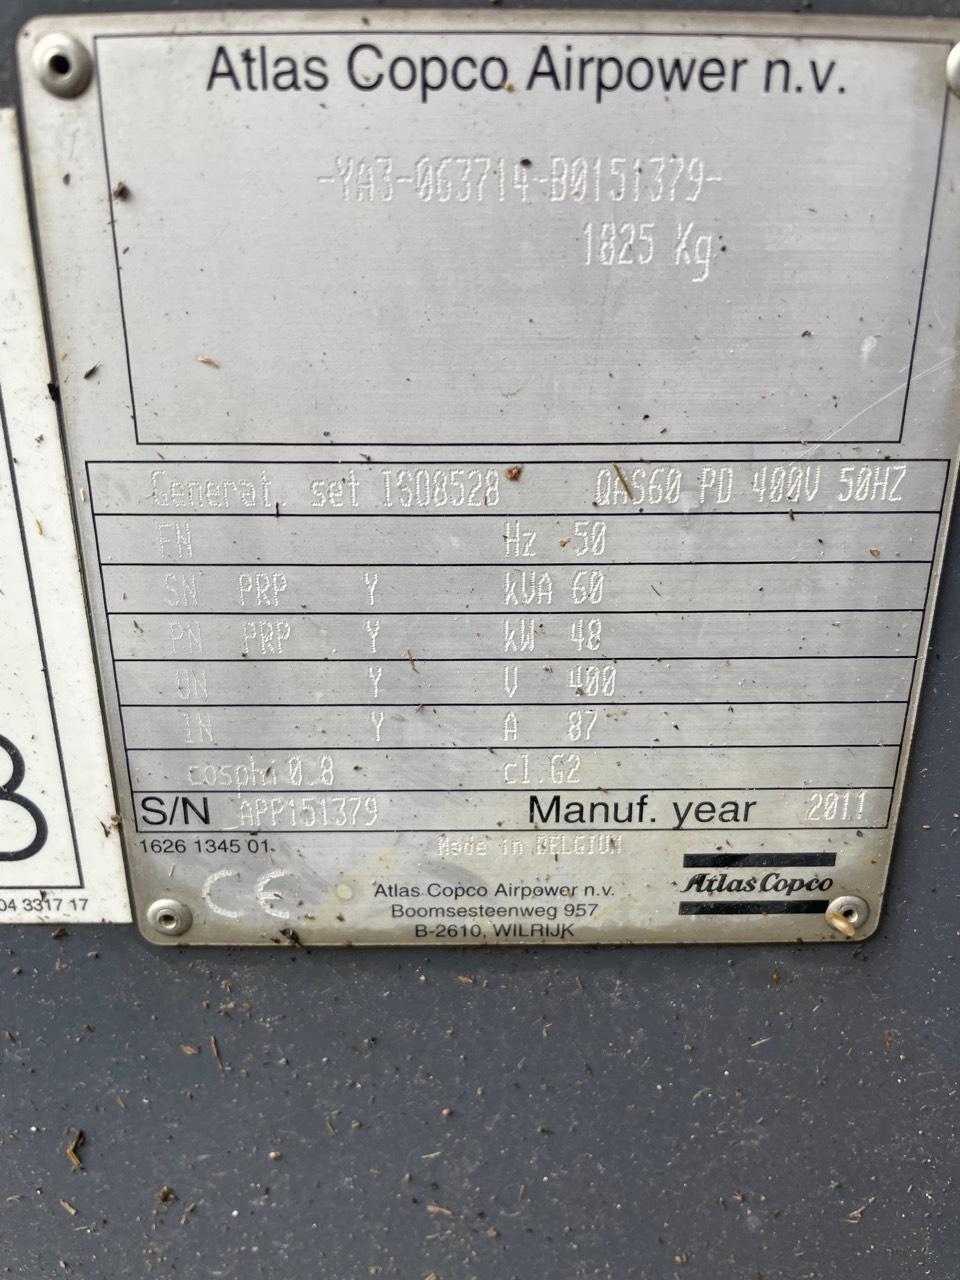 Atlas Copco Airpower n.v.
-YA3-063714-B0151379-
1825 Kg
Generat. set ISO8528 QAS60 PD 400V 50HZ
FN Hz 50
SN PRP Y kVA 60
PN PRP Y kW 48
UN Y V 400
IN Y A 87
cosphi 0.8 cl.G2
S/N APP151379 Manuf. year 2011
1626 1345 01
Made in BELGIUM
CE
Atlas Copco Airpower n.v.
Boomsesteenweg 957
B-2610, WILRIJK
Atlas Copco
04 3317 17